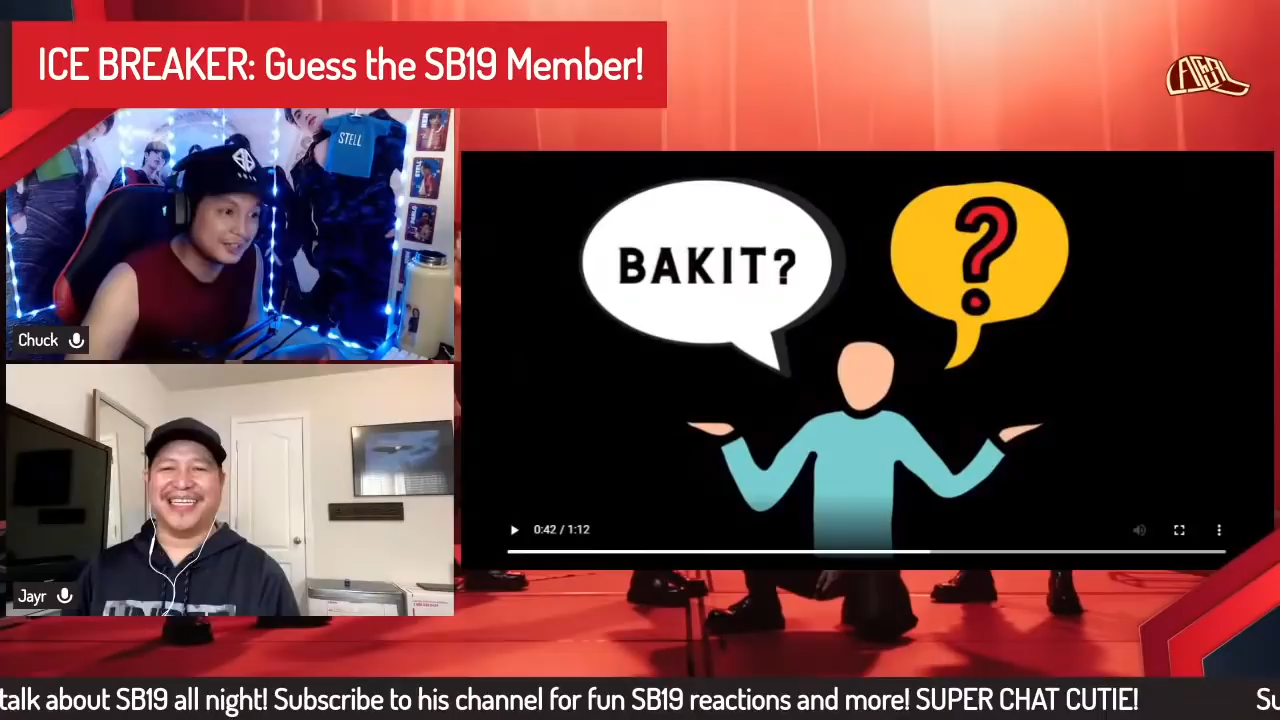 ICE BREAKER: Guess the SB19 Member!
STELL
STELL
Chuck
BAKIT?
?
0:42 / 1:12
Jayr
talk about SB19 all night! Subscribe to his channel for fun SB19 reactions and more! SUPER CHAT CUTIE!